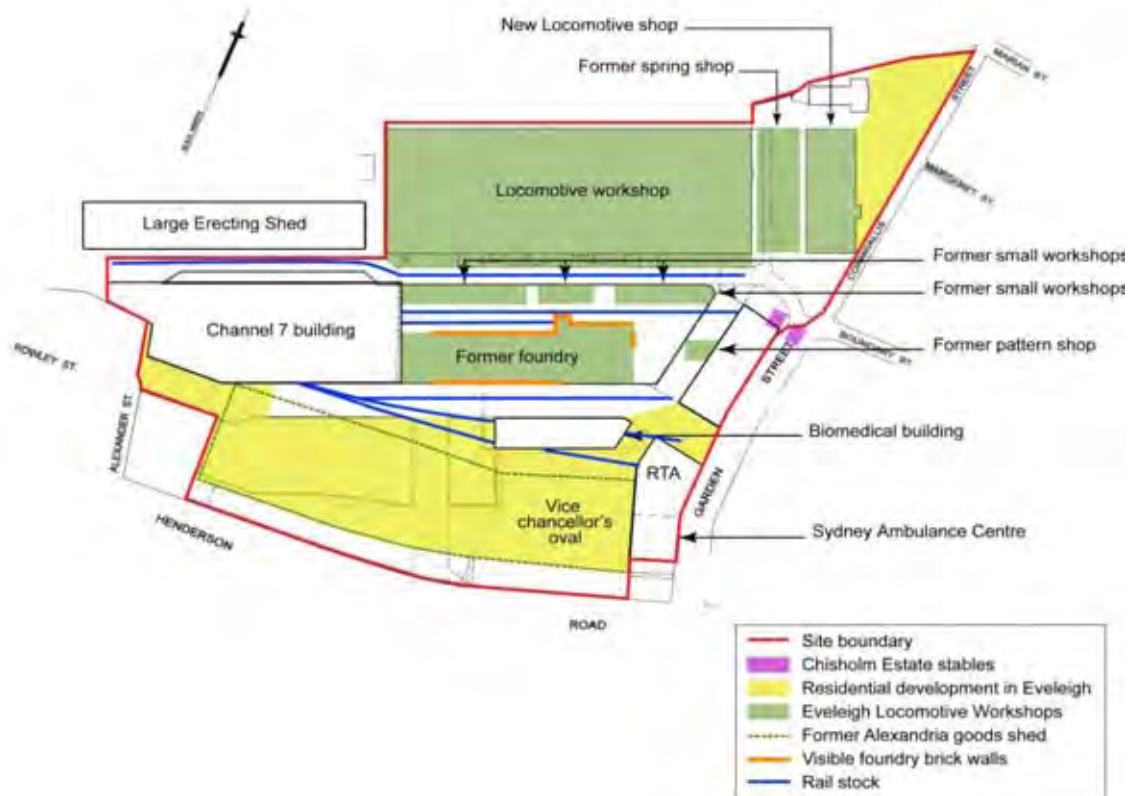 New Locomotive shop
Former spring shop
MARIAN ST.
STREET
Locomotive workshop
MARGARET ST.
Large Erecting Shed
CORNWALLIS
Former small workshops
Former small workshops
Channel 7 building
Former foundry
BOUNDARY ST.
Former pattern shop
STREET
ROWLEY ST.
ALEXANDER ST.
Biomedical building
RTA
GARDEN
Vice
chancellor's
oval
HENDERSON
Sydney Ambulance Centre
ROAD
Site boundary
Chisholm Estate stables
Residential development in Eveleigh
Eveleigh Locomotive Workshops
Former Alexandria goods shed
Visible foundry brick walls
Rail stock